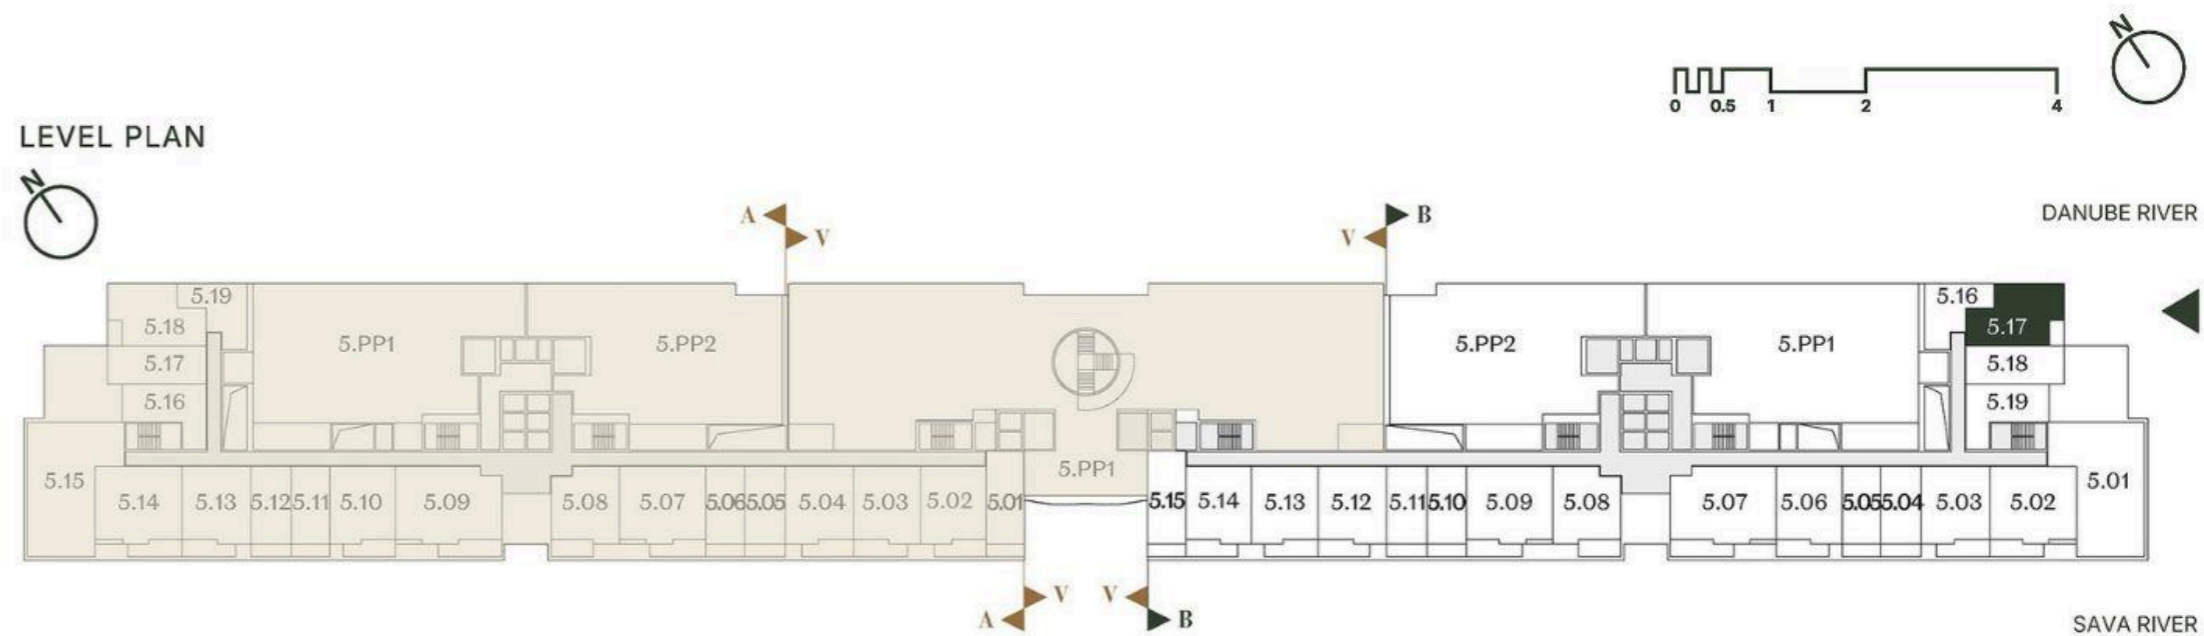 N
0 0.5 1 2 4
LEVEL PLAN
N
A V
V B
DANUBE RIVER
5.19
5.18
5.17
5.16
5.15
5.PP1
5.PP2
5.PP2
5.PP1
5.16
5.17
5.18
5.19
5.01
5.PP1
5.14 5.13 5.12 5.11 5.10 5.09 5.08 5.07 5.06 5.05 5.04 5.03 5.02 5.01
5.15 5.14 5.13 5.12 5.11 5.10 5.09 5.08 5.07 5.06 5.05 5.04 5.03 5.02
A V
V B
SAVA RIVER